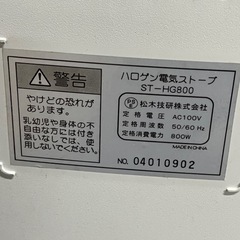 警告
やけどの恐れが
あります。
乳幼児や身体の不
自由な方には付き
添いなしでは、使
用しないでください。
ハロゲン電気ストーブ
ST-HG800
PSE 松木技研株式会社
定格電圧 AC100V
定格周波数 50/60Hz
定格消費電力 800W
MADE IN CHINA
NO. 04010902